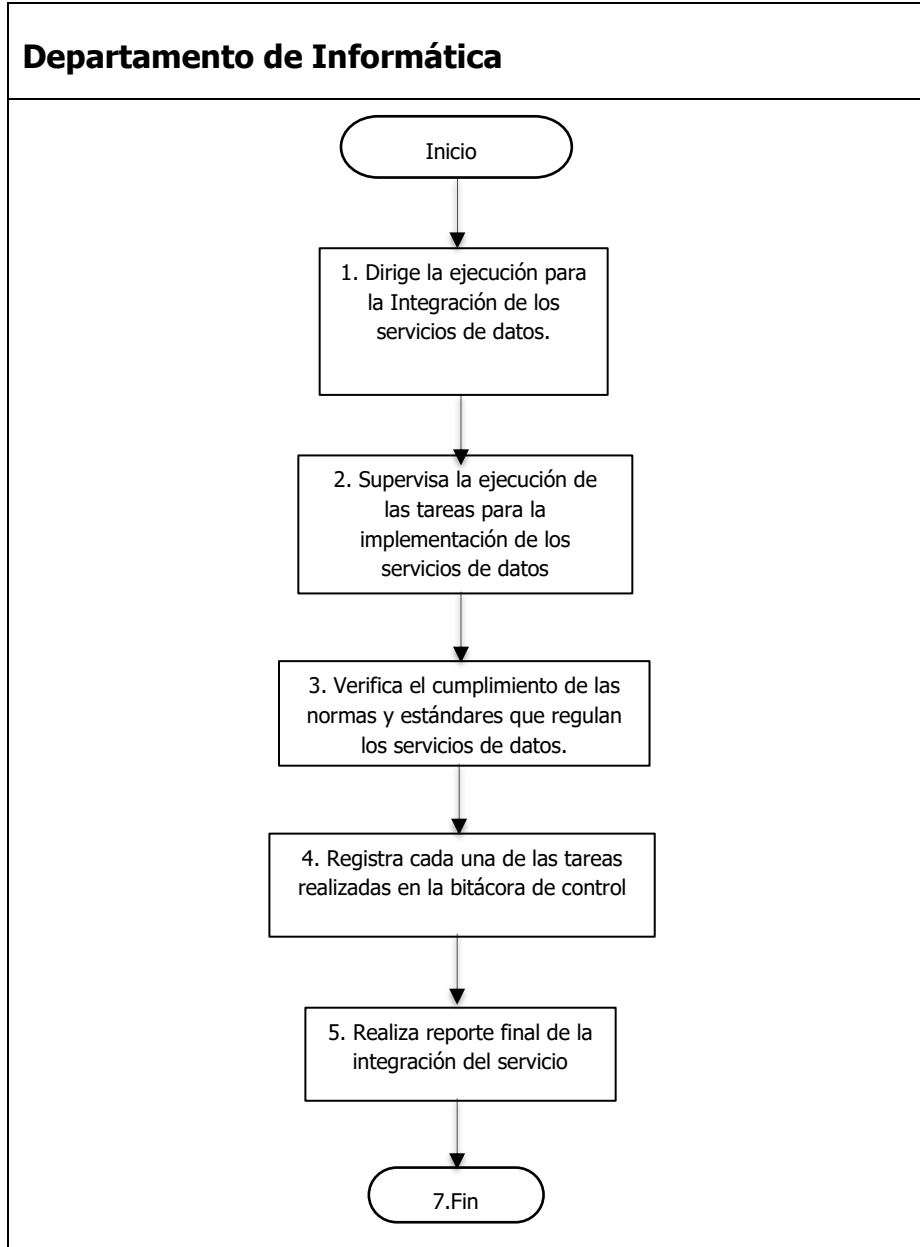 Departamento de Informática
Inicio
1. Dirige la ejecución para
la Integración de los
servicios de datos.
2. Supervisa la ejecución de
las tareas para la
implementación de los
servicios de datos
3. Verifica el cumplimiento de las
normas y estándares que regulan
los servicios de datos.
4. Registra cada una de las tareas
realizadas en la bitácora de control
5. Realiza reporte final de la
integración del servicio
7.Fin